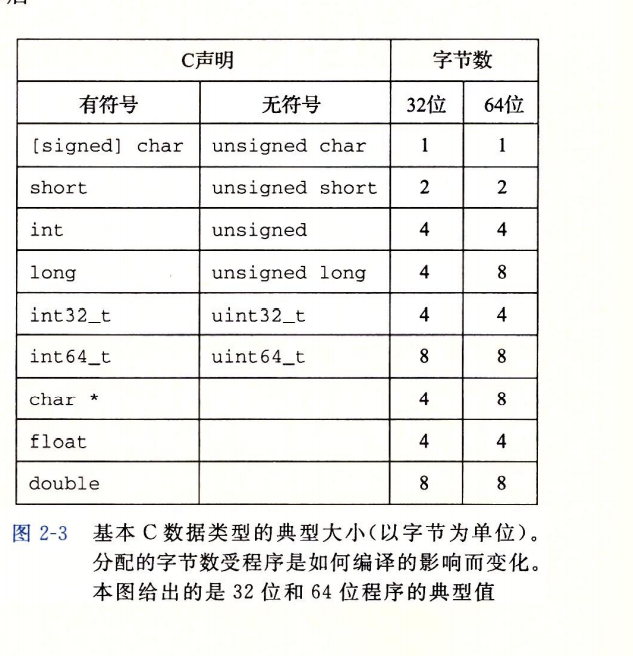 C声明 字节数
有符号 无符号 32位 64位
[signed] char unsigned char 1 1
short unsigned short 2 2
int unsigned 4 4
long unsigned long 4 8
int32_t uint32_t 4 4
int64_t uint64_t 8 8
char * 4 8
float 4 4
double 8 8
图 2-3 基本 C 数据类型的典型大小(以字节为单位)。
分配的字节数受程序是如何编译的影响而变化。
本图给出的是 32 位和 64 位程序的典型值